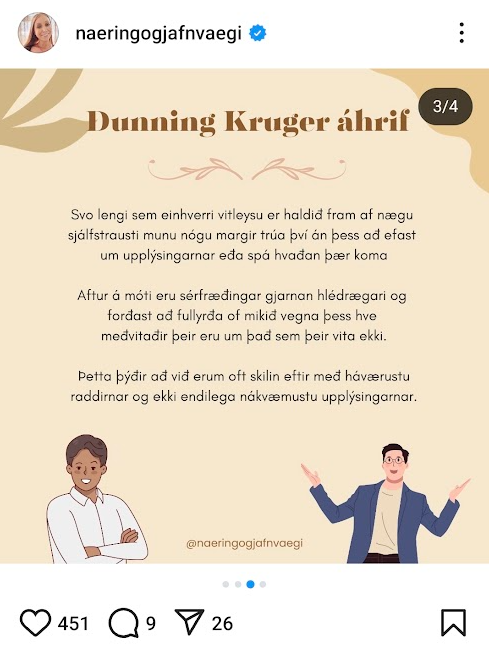 naeringogjafnvaegi
3/4
Dunning Kruger áhrif
Svo lengi sem einhverri vitleysu er haldið fram af nægu
sjálfstrausti munu nógu margir trúa því án þess að efast
um upplýsingarnar eða spá hvaðan þær koma
Aftur á móti eru sérfræðingar gjarnan hlédrægari og
forðast að fullyrða of mikið vegna þess hve
meðvitaðir þeir eru um það sem þeir vita ekki.
Þetta þýðir að við erum oft skilin eftir með háværustu
raddirnar og ekki endilega nákvæmustu upplýsingarnar.
@naeringogjafnvaegi
451 9 26